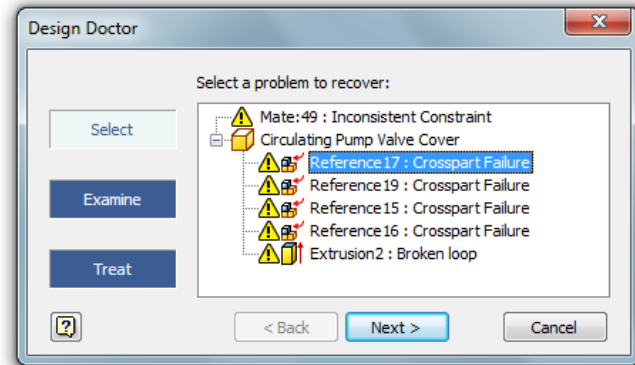 Design Doctor
Select a problem to recover:
Select
Examine
Treat
Mate:49 : Inconsistent Constraint
Circulating Pump Valve Cover
Reference17 : Crosspart Failure
Reference19 : Crosspart Failure
Reference15 : Crosspart Failure
Reference16 : Crosspart Failure
Extrusion2 : Broken loop
< Back
Next >
Cancel